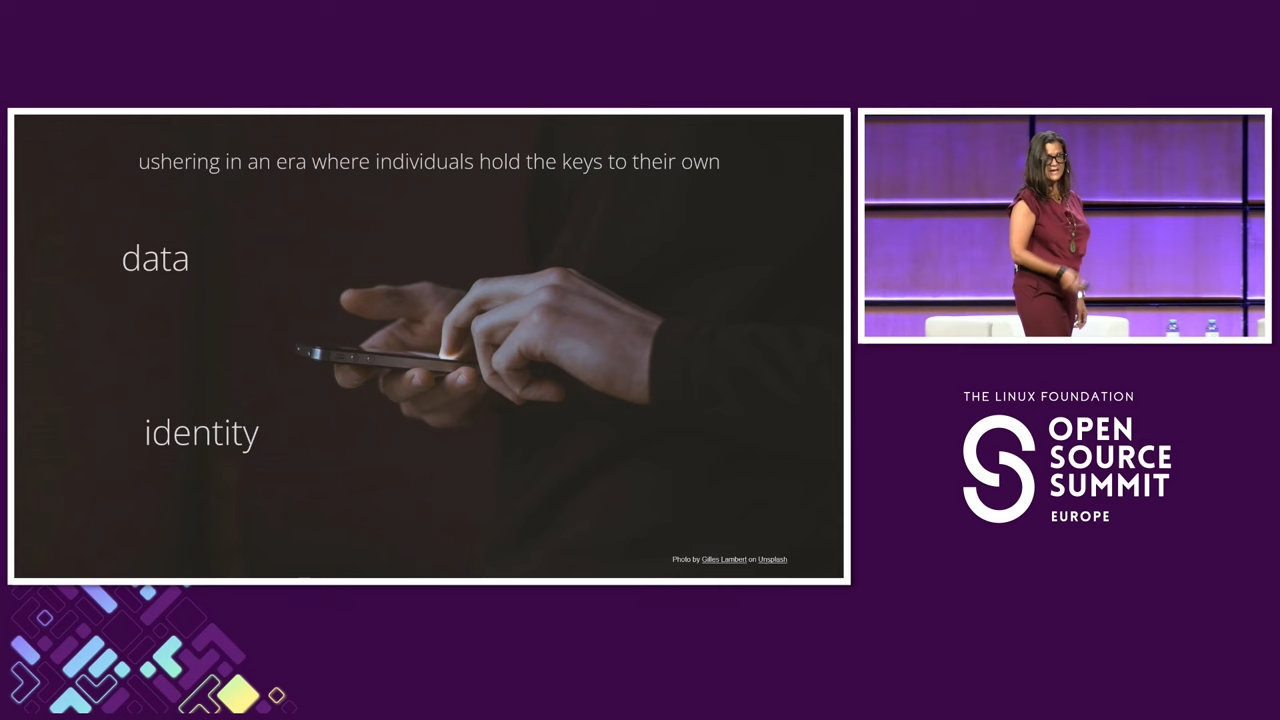 ushering in an era where individuals hold the keys to their own
data
identity
Photo by Gilles Lambert on Unsplash
THE LINUX FOUNDATION
OPEN
SOURCE
SUMMIT
EUROPE